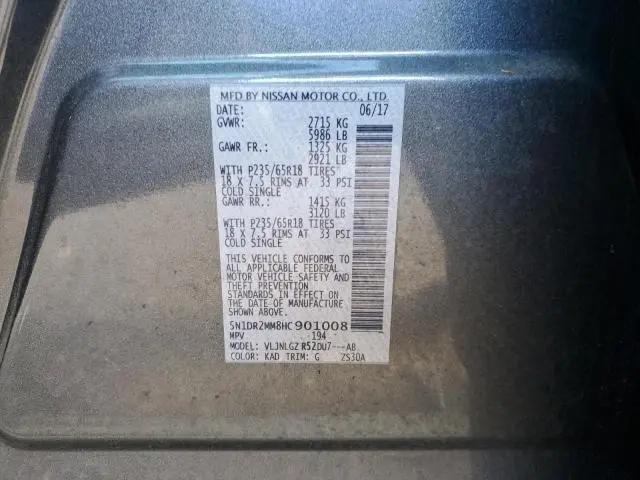 MFD BY NISSAN MOTOR CO., LTD.
DATE: 06/17
GVWR: 2715 KG
5986 LB
GAWR FR.: 1325 KG
2921 LB
WITH P235/65R18 TIRES
18 X 7.5 RIMS AT 33 PSI
COLD SINGLE
GAWR RR.: 1415 KG
3120 LB
WITH P235/65R18 TIRES
18 X 7.5 RIMS AT 33 PSI
COLD SINGLE
THIS VEHICLE CONFORMS TO
ALL APPLICABLE FEDERAL
MOTOR VEHICLE SAFETY AND
THEFT PREVENTION
STANDARDS IN EFFECT ON
THE DATE OF MANUFACTURE
SHOWN ABOVE.
5N1DR2MM8HC901008
MPV 194
MODEL: VLJNLGZ R52DU7---AB
COLOR: KAD TRIM: G ZS30A